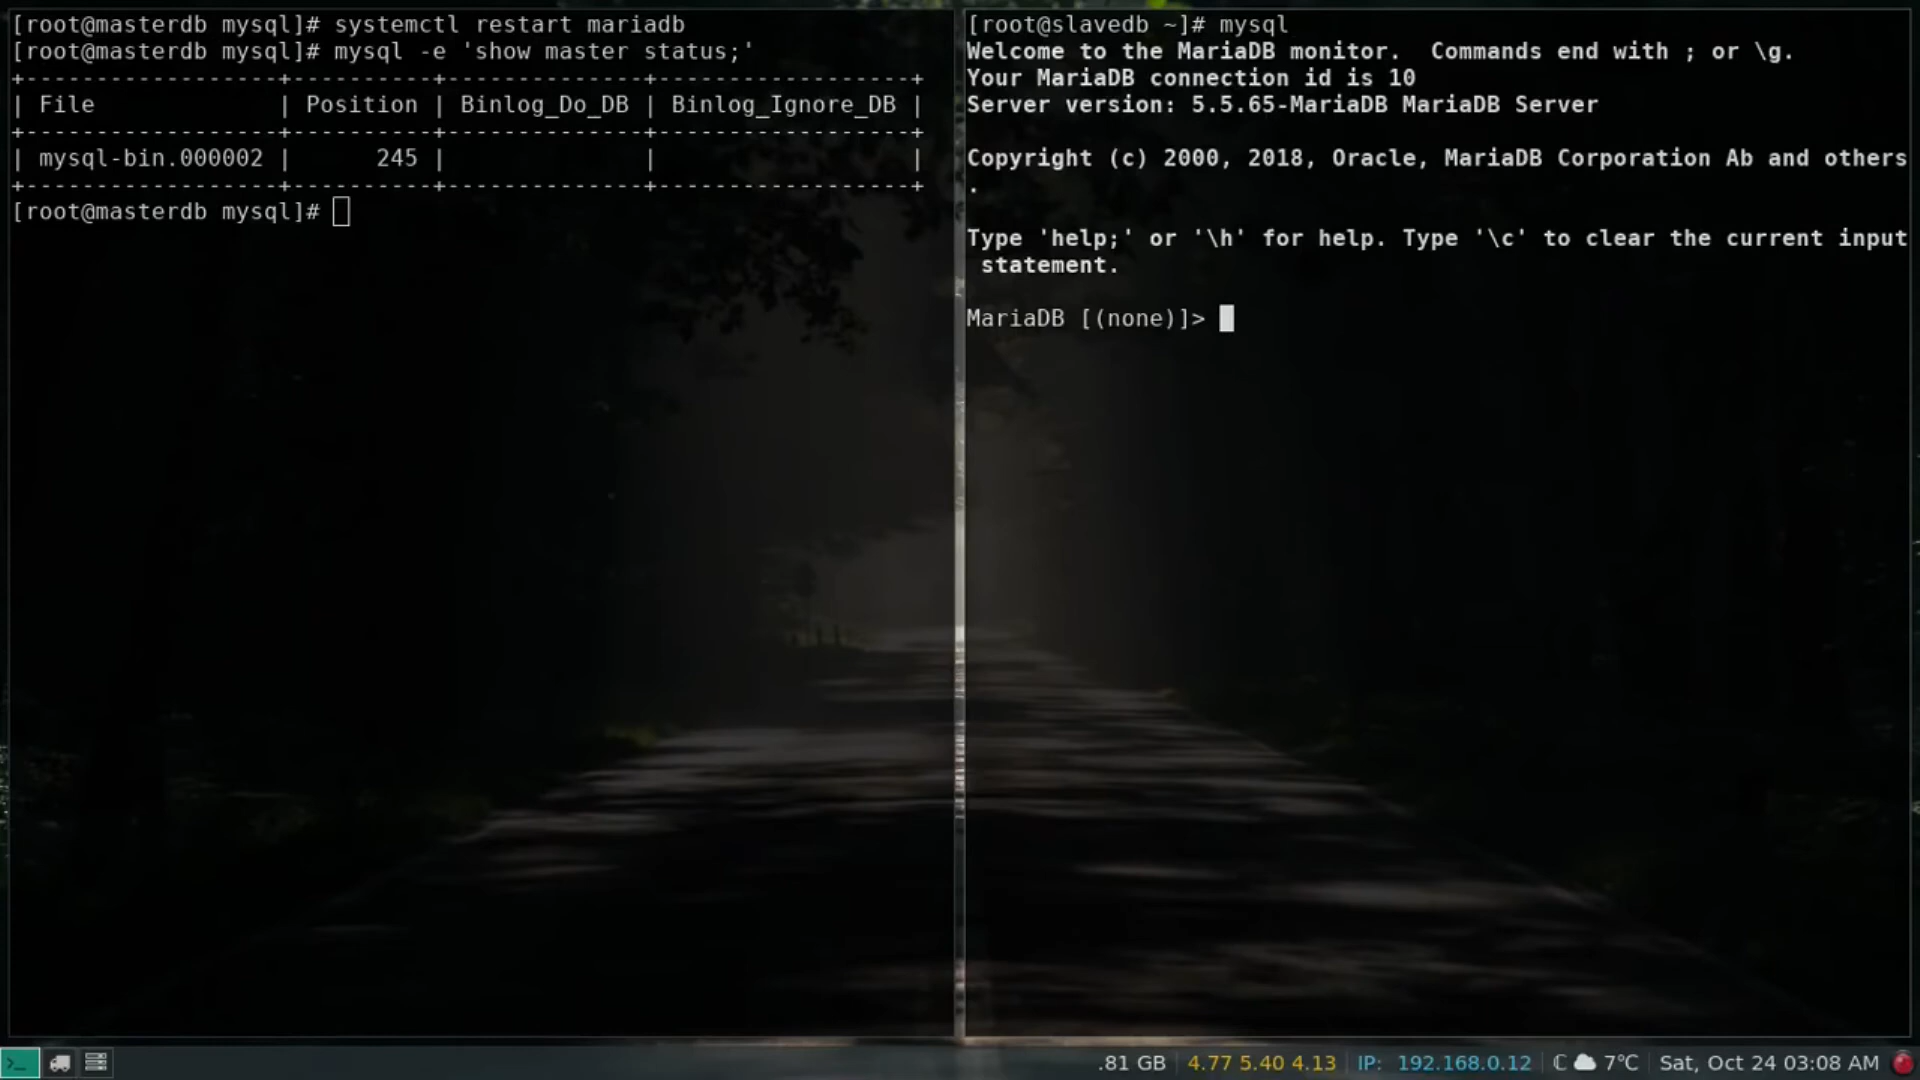 [root@masterdb mysql]# systemctl restart mariadb
[root@masterdb mysql]# mysql -e 'show master status;'
+------------------+----------+--------------+------------------+
| File             | Position | Binlog_Do_DB | Binlog_Ignore_DB |
+------------------+----------+--------------+------------------+
| mysql-bin.000002 |      245 |              |                  |
+------------------+----------+--------------+------------------+
[root@masterdb mysql]#
[root@slavedb ~]# mysql
Welcome to the MariaDB monitor.  Commands end with ; or \g.
Your MariaDB connection id is 10
Server version: 5.5.65-MariaDB MariaDB Server
Copyright (c) 2000, 2018, Oracle, MariaDB Corporation Ab and others
.
Type 'help;' or '\h' for help. Type '\c' to clear the current input
 statement.
MariaDB [(none)]>
.81 GB | 4.77 5.40 4.13 | IP: 192.168.0.12 | ℂ 7°C | Sat, Oct 24 03:08 AM